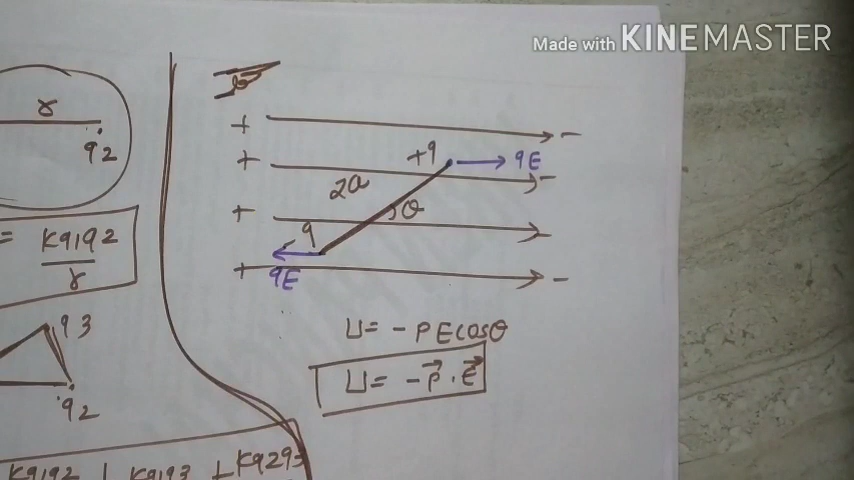 Made with KINEMASTER
r
q2
= Kq1q2
r
q3
q2
Kq1q2 + Kq1q3 + Kq2q3
+ -
+ +q qE -
2a
+ θ -
q
+ qE -
U= -PEcosθ
U= -P⃗ . E⃗